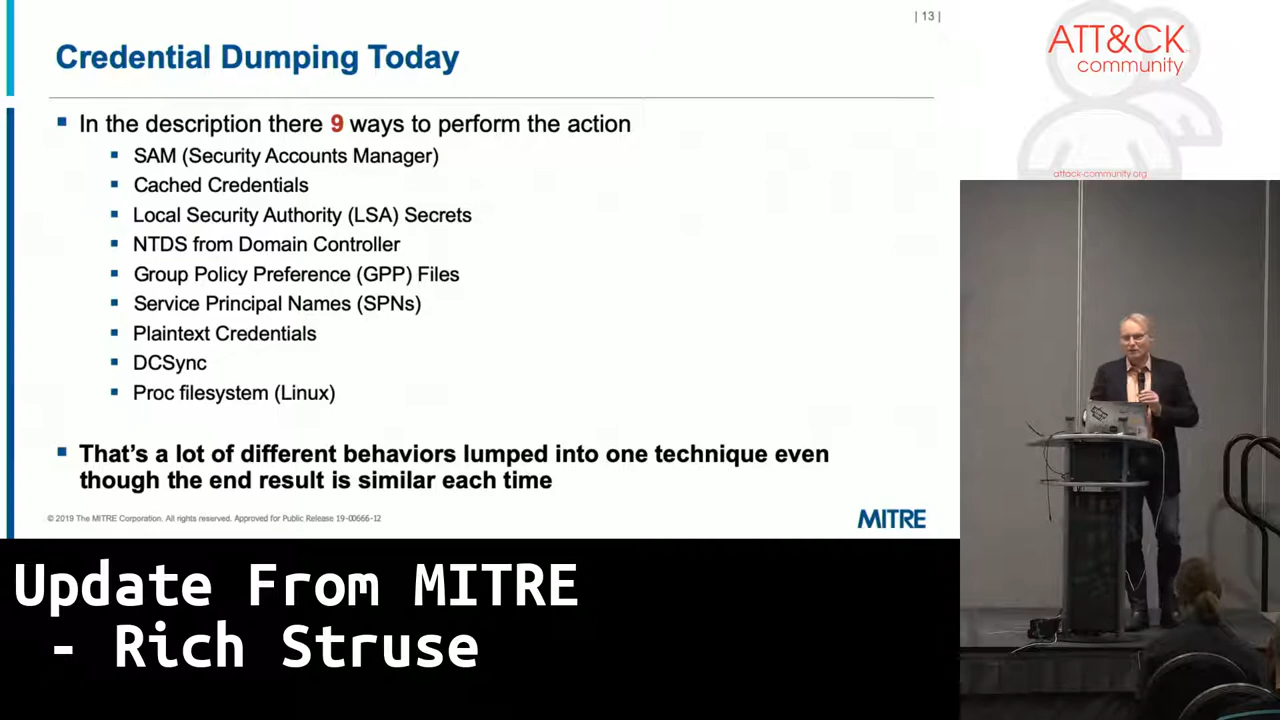 | 13 |
Credential Dumping Today
▪ In the description there 9 ways to perform the action
▪ SAM (Security Accounts Manager)
▪ Cached Credentials
▪ Local Security Authority (LSA) Secrets
▪ NTDS from Domain Controller
▪ Group Policy Preference (GPP) Files
▪ Service Principal Names (SPNs)
▪ Plaintext Credentials
▪ DCSync
▪ Proc filesystem (Linux)
▪ That's a lot of different behaviors lumped into one technique even
though the end result is similar each time
© 2019 The MITRE Corporation. All rights reserved. Approved for Public Release 19-00666-12
MITRE
ATT&CK
community
attack-community.org
Update From MITRE
- Rich Struse